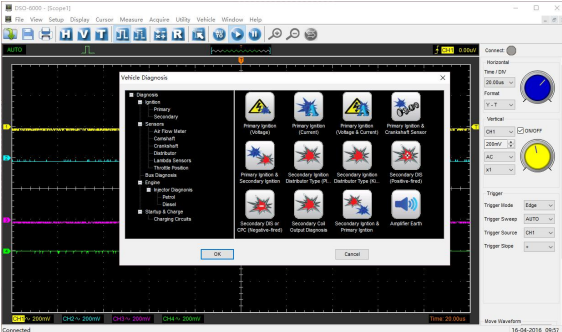 DSO-6000 - [Scope1]
File View Setup Display Cursor Measure Acquire Utility Vehicle Window Help
H V T R
AUTO
CH1 0.00uV
Connect
Horizontal
Time / DIV
20.00us
Format
Y - T
Vertical
CH1 ON/OFF
200mV
AC
x1
Trigger
Trigger Mode Edge
Trigger Sweep AUTO
Trigger Source CH1
Trigger Slope +
Move Waveform
Vehicle Diagnosis
Diagnosis
Ignition
Primary
Secondary
Sensors
Air Flow Meter
Camshaft
Crankshaft
Distributor
Lambda Sensors
Throttle Position
Bus Diagnosis
Engine
Injector Diagnosis
Petrol
Diesel
Startup & Charge
Charging Circuits
Primary Ignition (Voltage)
Primary Ignition (Current)
Primary Ignition (Voltage & Current)
Primary Ignition & Crankshaft Sensor
Primary Ignition & Secondary Ignition
Secondary Ignition Distributor Type (Pl...
Secondary Ignition Distributor Type (Ki...
Secondary DIS (Positive-fired)
Secondary DIS or CPC (Negative-fired)
Secondary Coil Output Diagnosis
Secondary Ignition & Primary Ignition
Amplifier Earth
OK
Cancel
CH1∿ 200mV CH2∿ 200mV CH3∿ 200mV CH4∿ 200mV Time 20.00us
Connected
16-04-2016 09:52